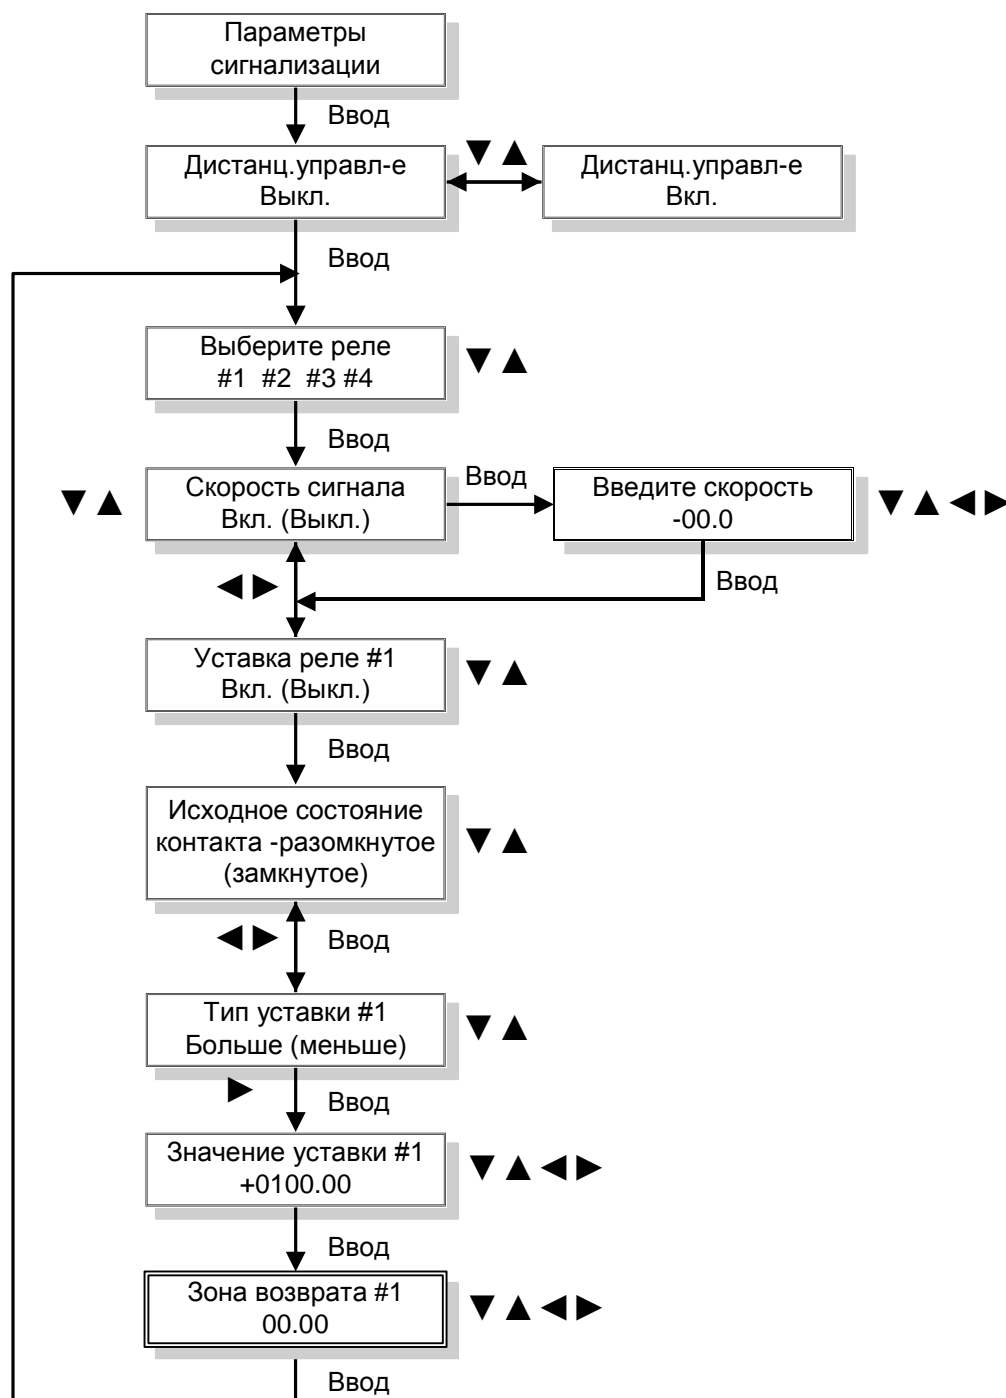 Параметры
сигнализации
Ввод
Дистанц.управл-е
Выкл.
▼ ▲
Дистанц.управл-е
Вкл.
Ввод
Выберите реле
#1 #2 #3 #4
▼ ▲
Ввод
▼ ▲
Скорость сигнала
Вкл. (Выкл.)
Ввод
Введите скорость
-00.0
▼ ▲ ◀ ▶
◀ ▶
Ввод
Уставка реле #1
Вкл. (Выкл.)
▼ ▲
Ввод
Исходное состояние
контакта -разомкнутое
(замкнутое)
▼ ▲
◀ ▶
Ввод
Тип уставки #1
Больше (меньше)
▼ ▲
▶
Ввод
Значение уставки #1
+0100.00
▼ ▲ ◀ ▶
Ввод
Зона возврата #1
00.00
▼ ▲ ◀ ▶
Ввод